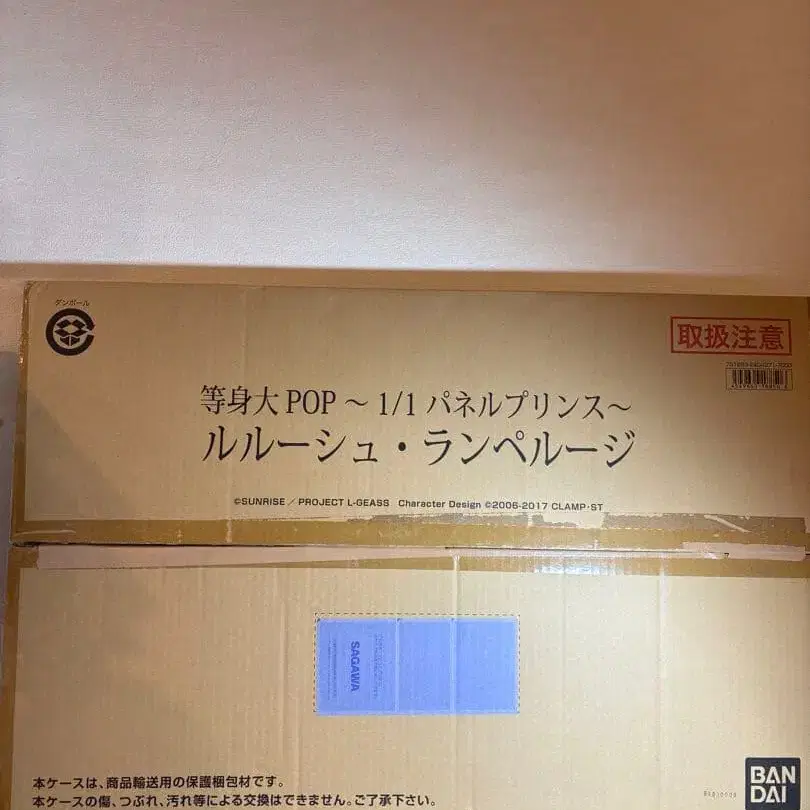 ダンボール
取扱注意
等身大 POP ～ 1/1 パネルプリンス～
ルルーシュ・ランペルージ
©SUNRISE／PROJECT L-GEASS Character Design ©2006-2017 CLAMP・ST
SAGAWA
本ケースは、商品輸送用の保護梱包材です。
本ケースの傷、つぶれ、汚れ等による交換はできません。ご了承下さい。
BAN
DAI